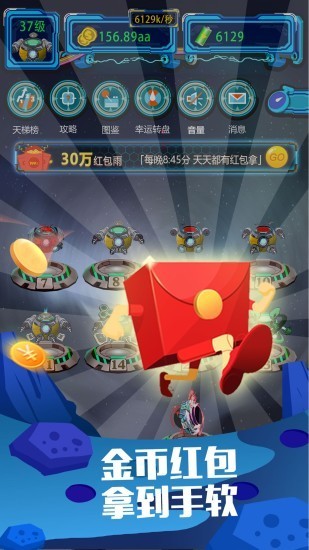 6129k/秒
37级
156.89aa
6129
天梯榜
攻略
图鉴
幸运转盘
音量
消息
30万红包雨
「每晚8:45分 天天都有红包拿」
GO
14
金币红包
拿到手软